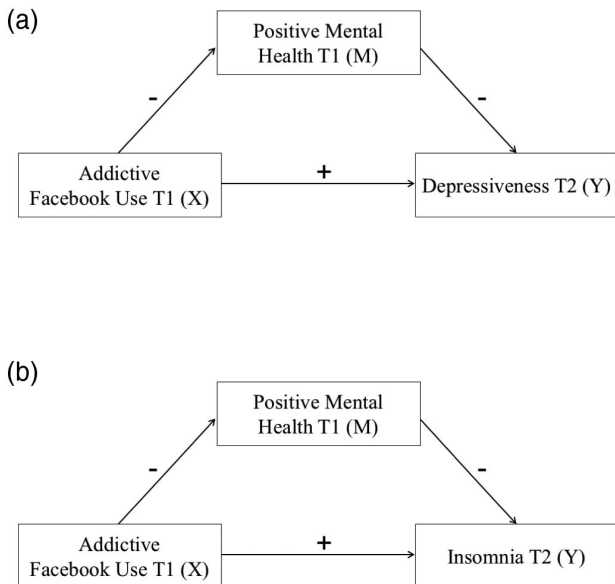 (a)
Positive Mental
Health T1 (M)
-
-
Addictive
Facebook Use T1 (X)
+
Depressiveness T2 (Y)
(b)
Positive Mental
Health T1 (M)
-
-
Addictive
Facebook Use T1 (X)
+
Insomnia T2 (Y)